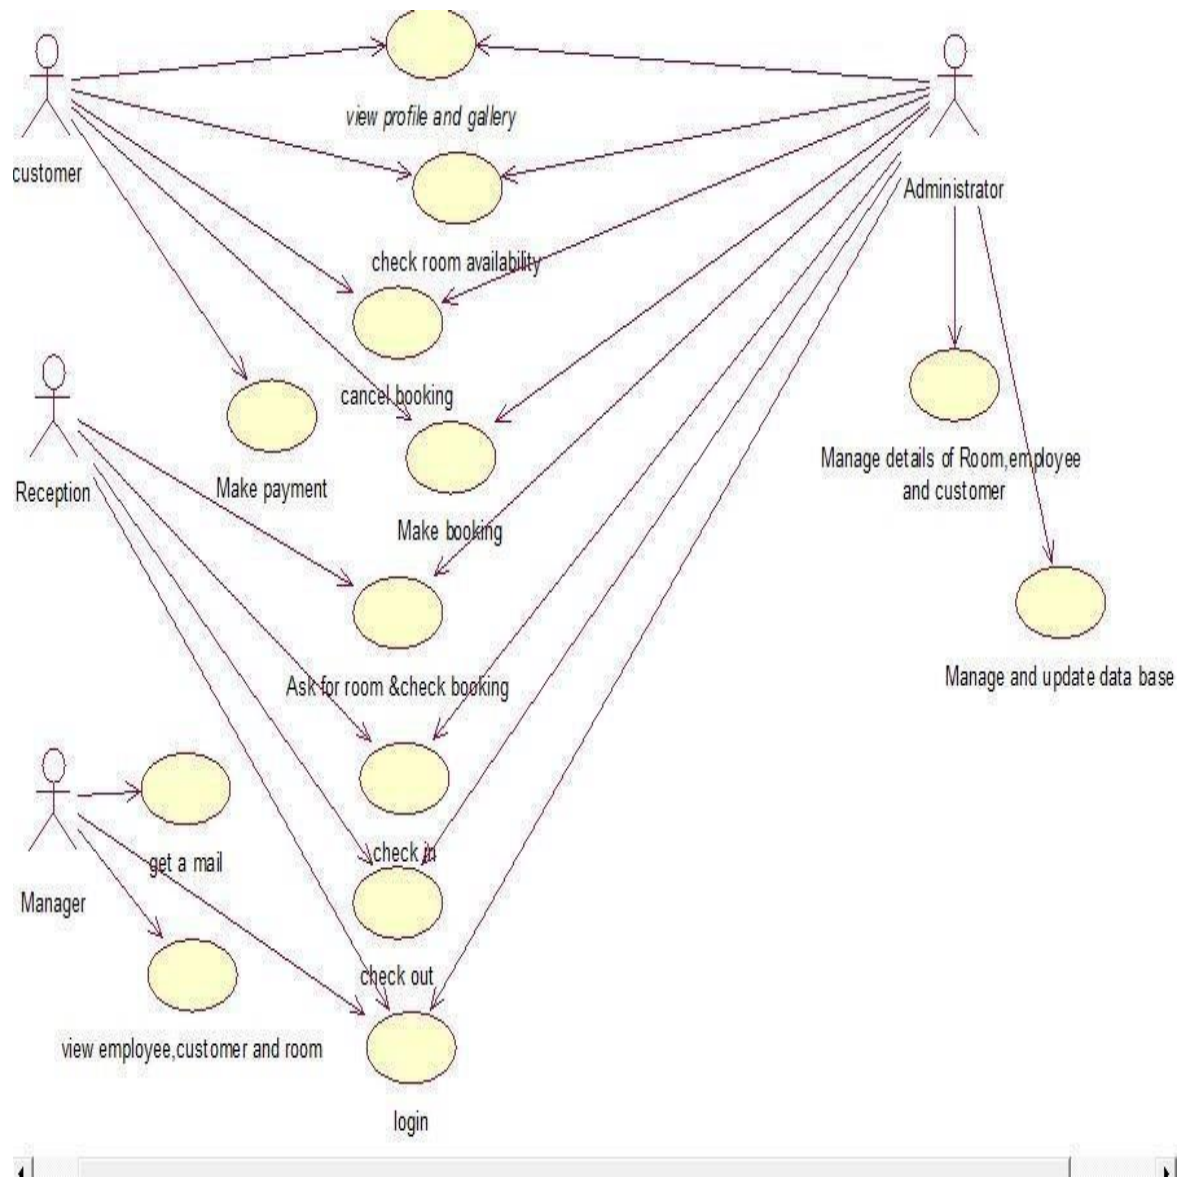 view profile and gallery
customer
Administrator
check room availability
cancel booking
Manage details of Room,employee
and customer
Reception
Make payment
Make booking
Ask for room &check booking
Manage and update data base
check in
get a mail
Manager
check out
view employee,customer and room
login